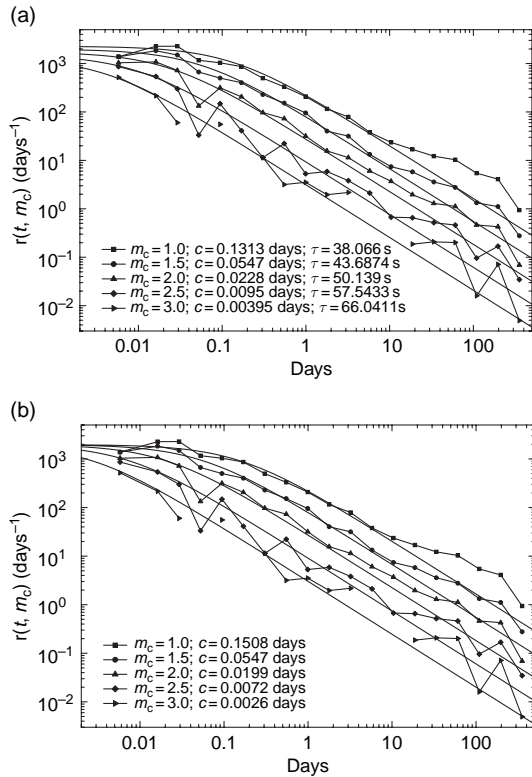 (a)
10³
10²
10¹
10⁰
10⁻¹
10⁻²
r(t, m_c) (days⁻¹)
m_c = 1.0; c = 0.1313 days; τ = 38.066 s
m_c = 1.5; c = 0.0547 days; τ = 43.6874 s
m_c = 2.0; c = 0.0228 days; τ = 50.139 s
m_c = 2.5; c = 0.0095 days; τ = 57.5433 s
m_c = 3.0; c = 0.00395 days; τ = 66.0411s
0.01 0.1 1 10 100
Days
(b)
10³
10²
10¹
10⁰
10⁻¹
10⁻²
r(t, m_c) (days⁻¹)
m_c = 1.0; c = 0.1508 days
m_c = 1.5; c = 0.0547 days
m_c = 2.0; c = 0.0199 days
m_c = 2.5; c = 0.0072 days
m_c = 3.0; c = 0.0026 days
0.01 0.1 1 10 100
Days